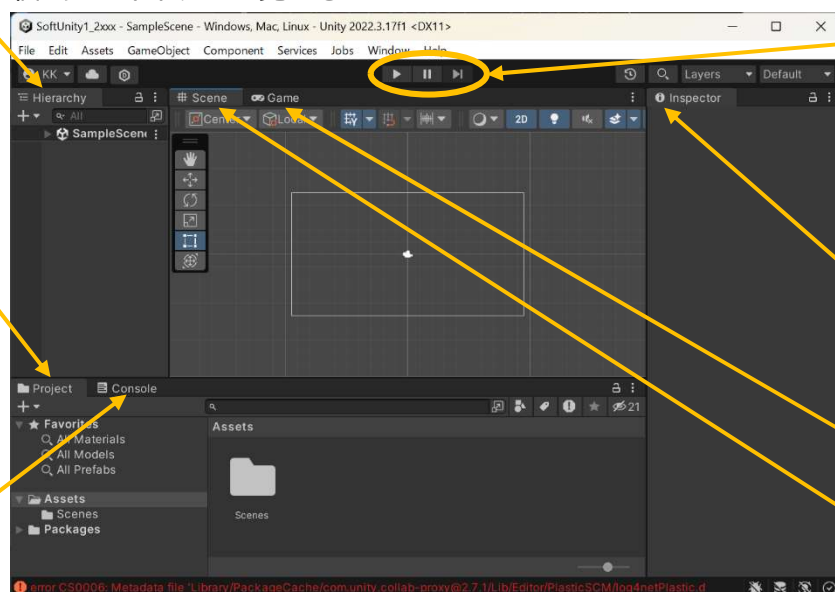 SoftUnity1_2xxx - SampleScene - Windows, Mac, Linux - Unity 2022.3.17f1 <DX11>
File Edit Assets GameObject Component Services Jobs Window Help
KK Layers Default
Hierarchy # Scene Game Inspector
All Center Local 2D
SampleScene
Project Console
21
Favorites Assets
All Materials
All Models
All Prefabs
Assets
Scenes Scenes
Packages
error CS0006: Metadata file 'Library/PackageCache/com.unity.collab-proxy@2.7.1/Lib/Editor/PlasticSCM/log4netPlastic.d